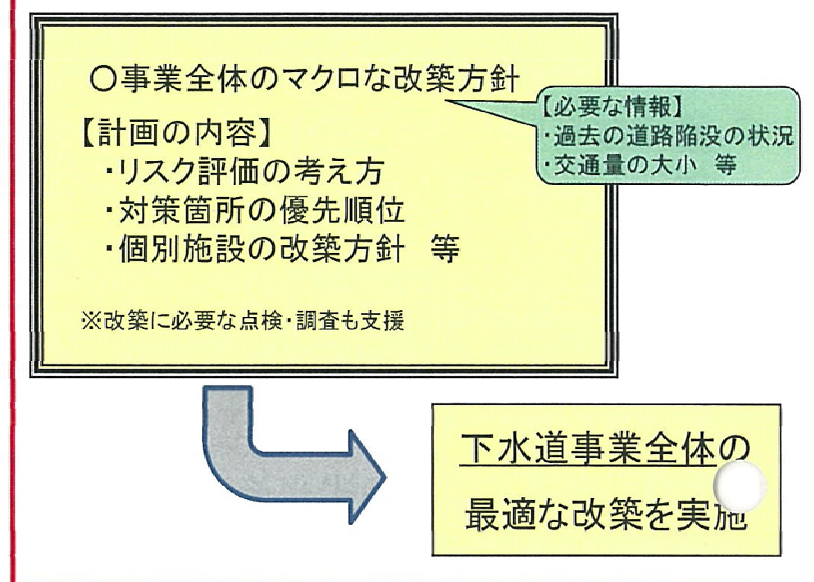 〇事業全体のマクロな改築方針
【必要な情報】
・過去の道路陥没の状況
・交通量の大小 等
【計画の内容】
・リスク評価の考え方
・対策箇所の優先順位
・個別施設の改築方針 等
※改築に必要な点検・調査も支援
下水道事業全体の
最適な改築を実施